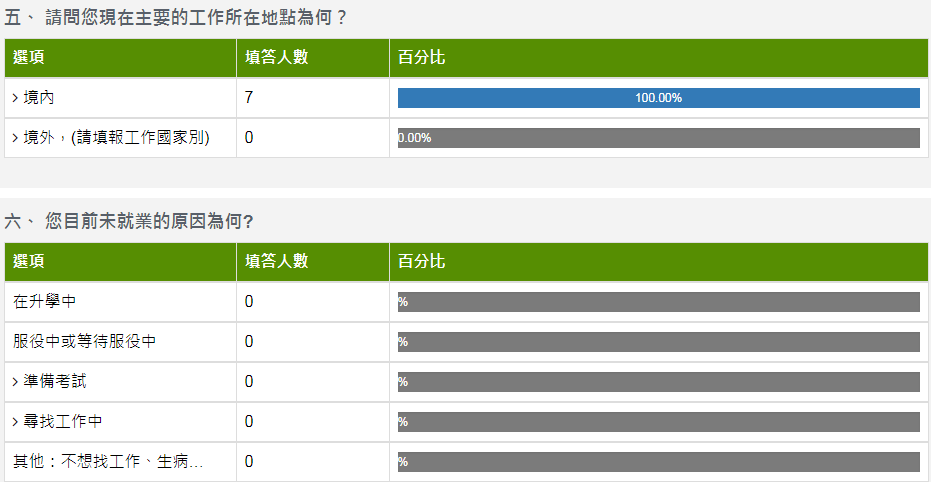 五、 請問您現在主要的工作所在地點為何？
選項 填答人數 百分比
> 境內 7 100.00%
> 境外，(請填報工作國家別) 0 0.00%
六、 您目前未就業的原因為何?
選項 填答人數 百分比
在升學中 0 %
服役中或等待服役中 0 %
> 準備考試 0 %
> 尋找工作中 0 %
其他：不想找工作、生病... 0 %